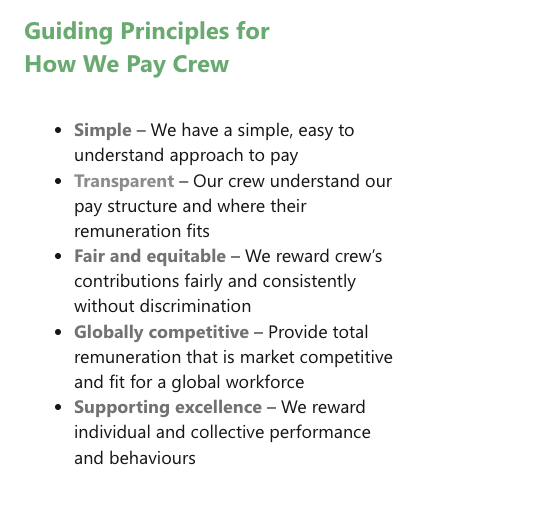 Guiding Principles for
How We Pay Crew
• Simple – We have a simple, easy to
understand approach to pay
• Transparent – Our crew understand our
pay structure and where their
remuneration fits
• Fair and equitable – We reward crew’s
contributions fairly and consistently
without discrimination
• Globally competitive – Provide total
remuneration that is market competitive
and fit for a global workforce
• Supporting excellence – We reward
individual and collective performance
and behaviours